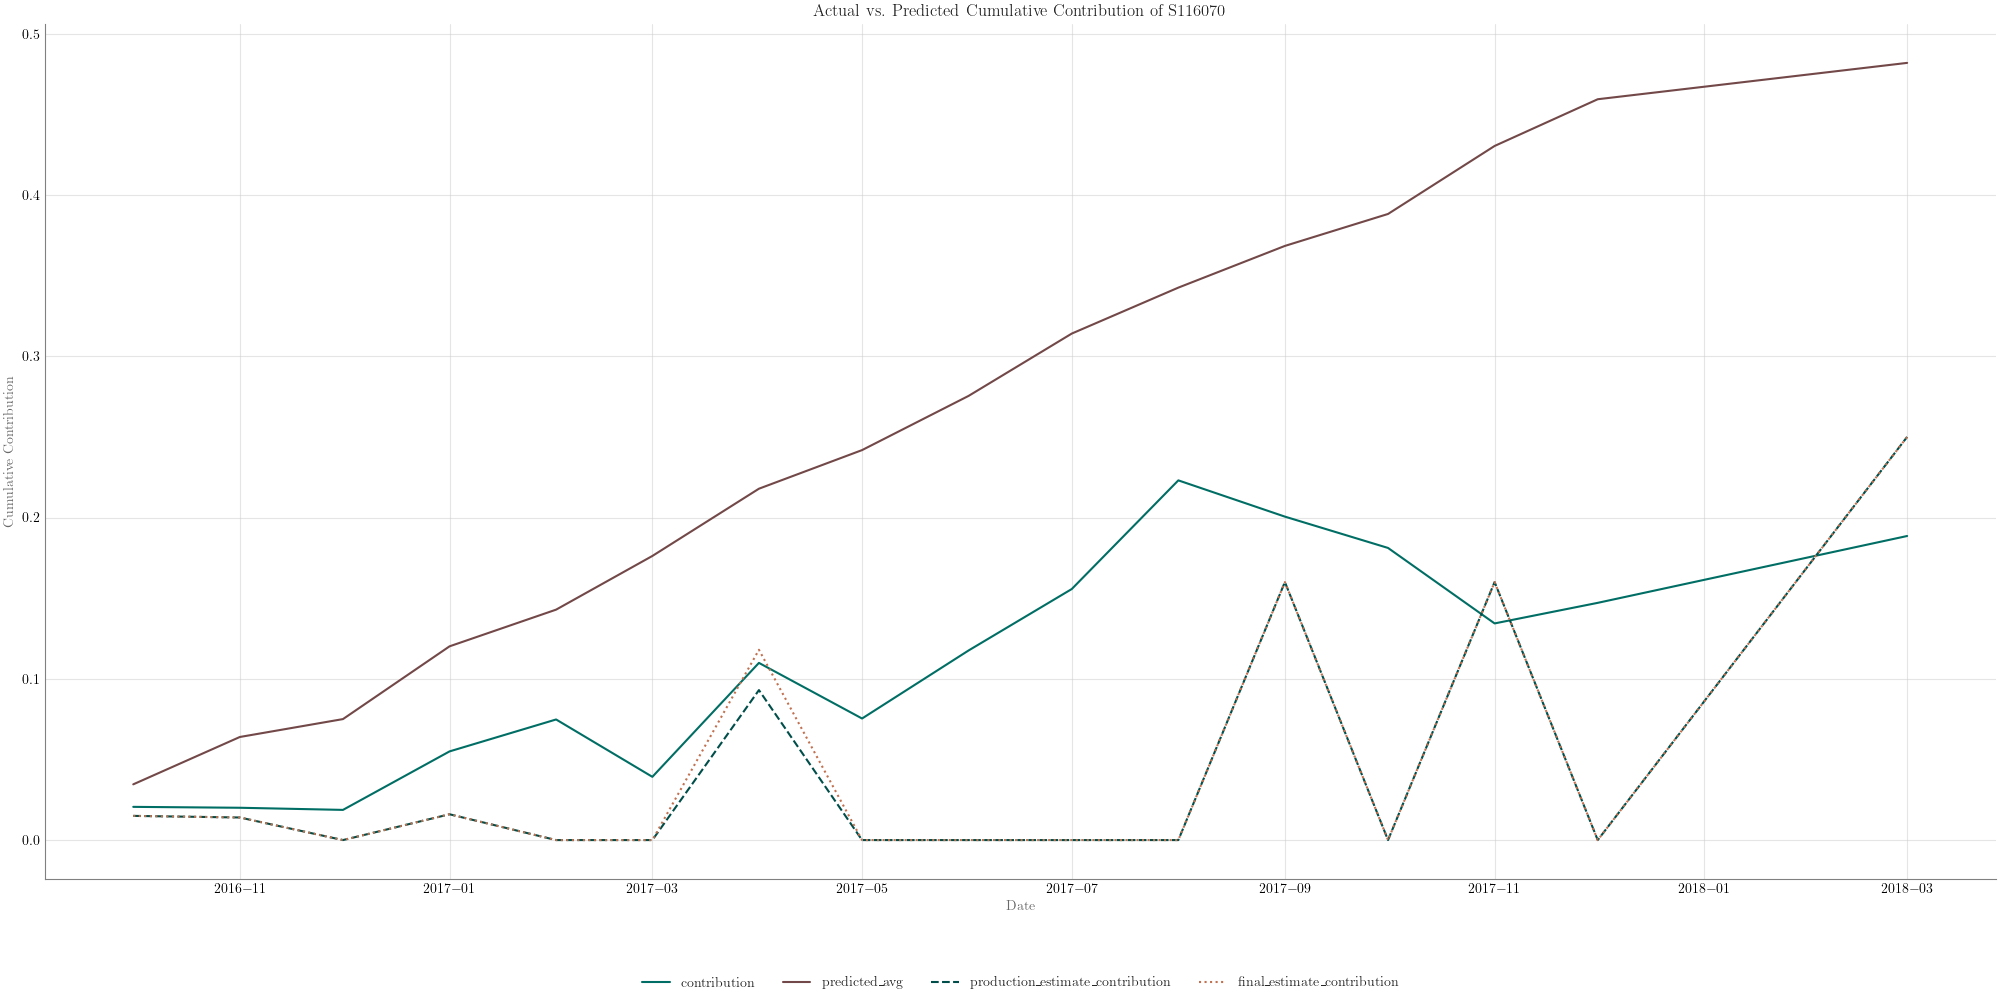 Actual vs. Predicted Cumulative Contribution of S116070
Cumulative Contribution
0.5
0.4
0.3
0.2
0.1
0.0
2016−11 2017−01 2017−03 2017−05 2017−07 2017−09 2017−11 2018−01 2018−03
Date
contribution predicted_avg production_estimate_contribution final_estimate_contribution